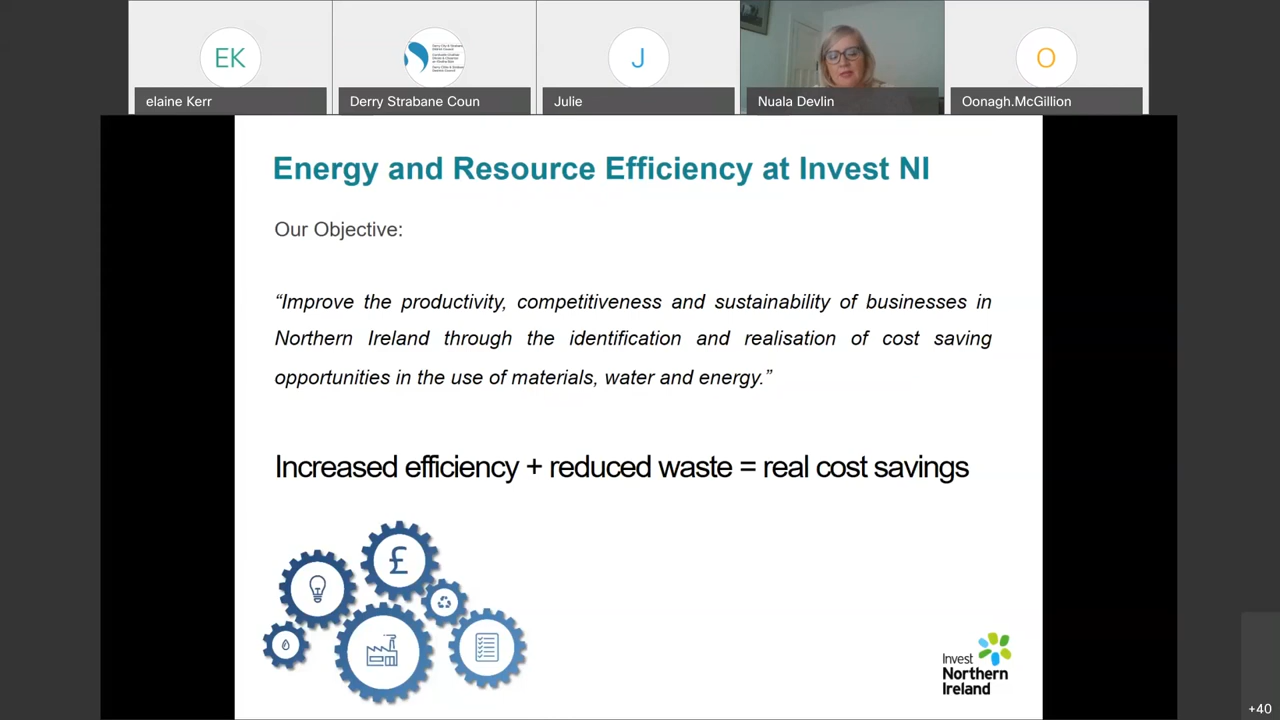 EK
J
O
elaine Kerr
Derry Strabane Coun
Julie
Nuala Devlin
Oonagh.McGillion
Energy and Resource Efficiency at Invest NI
Our Objective:
“Improve the productivity, competitiveness and sustainability of businesses in
Northern Ireland through the identification and realisation of cost saving
opportunities in the use of materials, water and energy.”
Increased efficiency + reduced waste = real cost savings
£
Invest
Northern
Ireland
+40